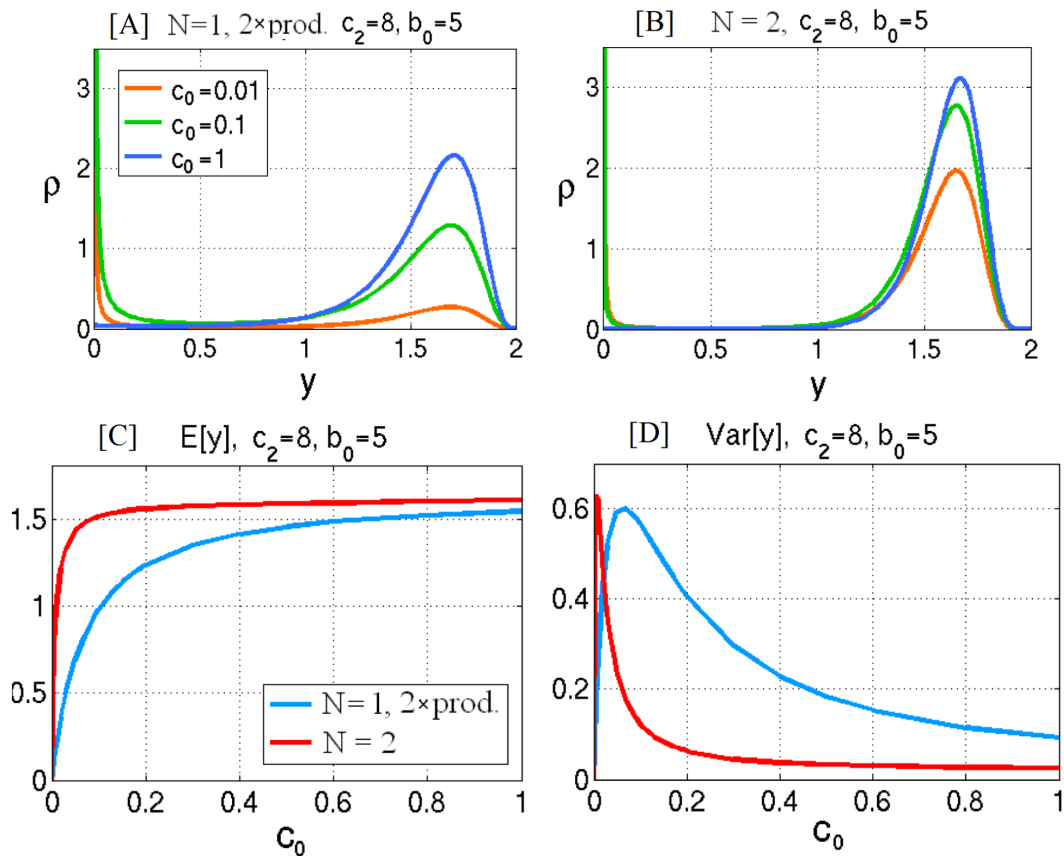 [A] N=1, 2×prod. c₂=8, b₀=5
3
2
1
0
ρ
c₀=0.01
c₀=0.1
c₀=1
0 0.5 1 1.5 2
y
[B] N = 2, c₂=8, b₀=5
3
2
1
0
ρ
0 0.5 1 1.5 2
y
[C] E[y], c₂=8, b₀=5
1.5
1
0.5
0
N= 1, 2×prod.
N = 2
0 0.2 0.4 0.6 0.8 1
c₀
[D] Var[y], c₂=8, b₀=5
0.6
0.4
0.2
0
0 0.2 0.4 0.6 0.8 1
c₀